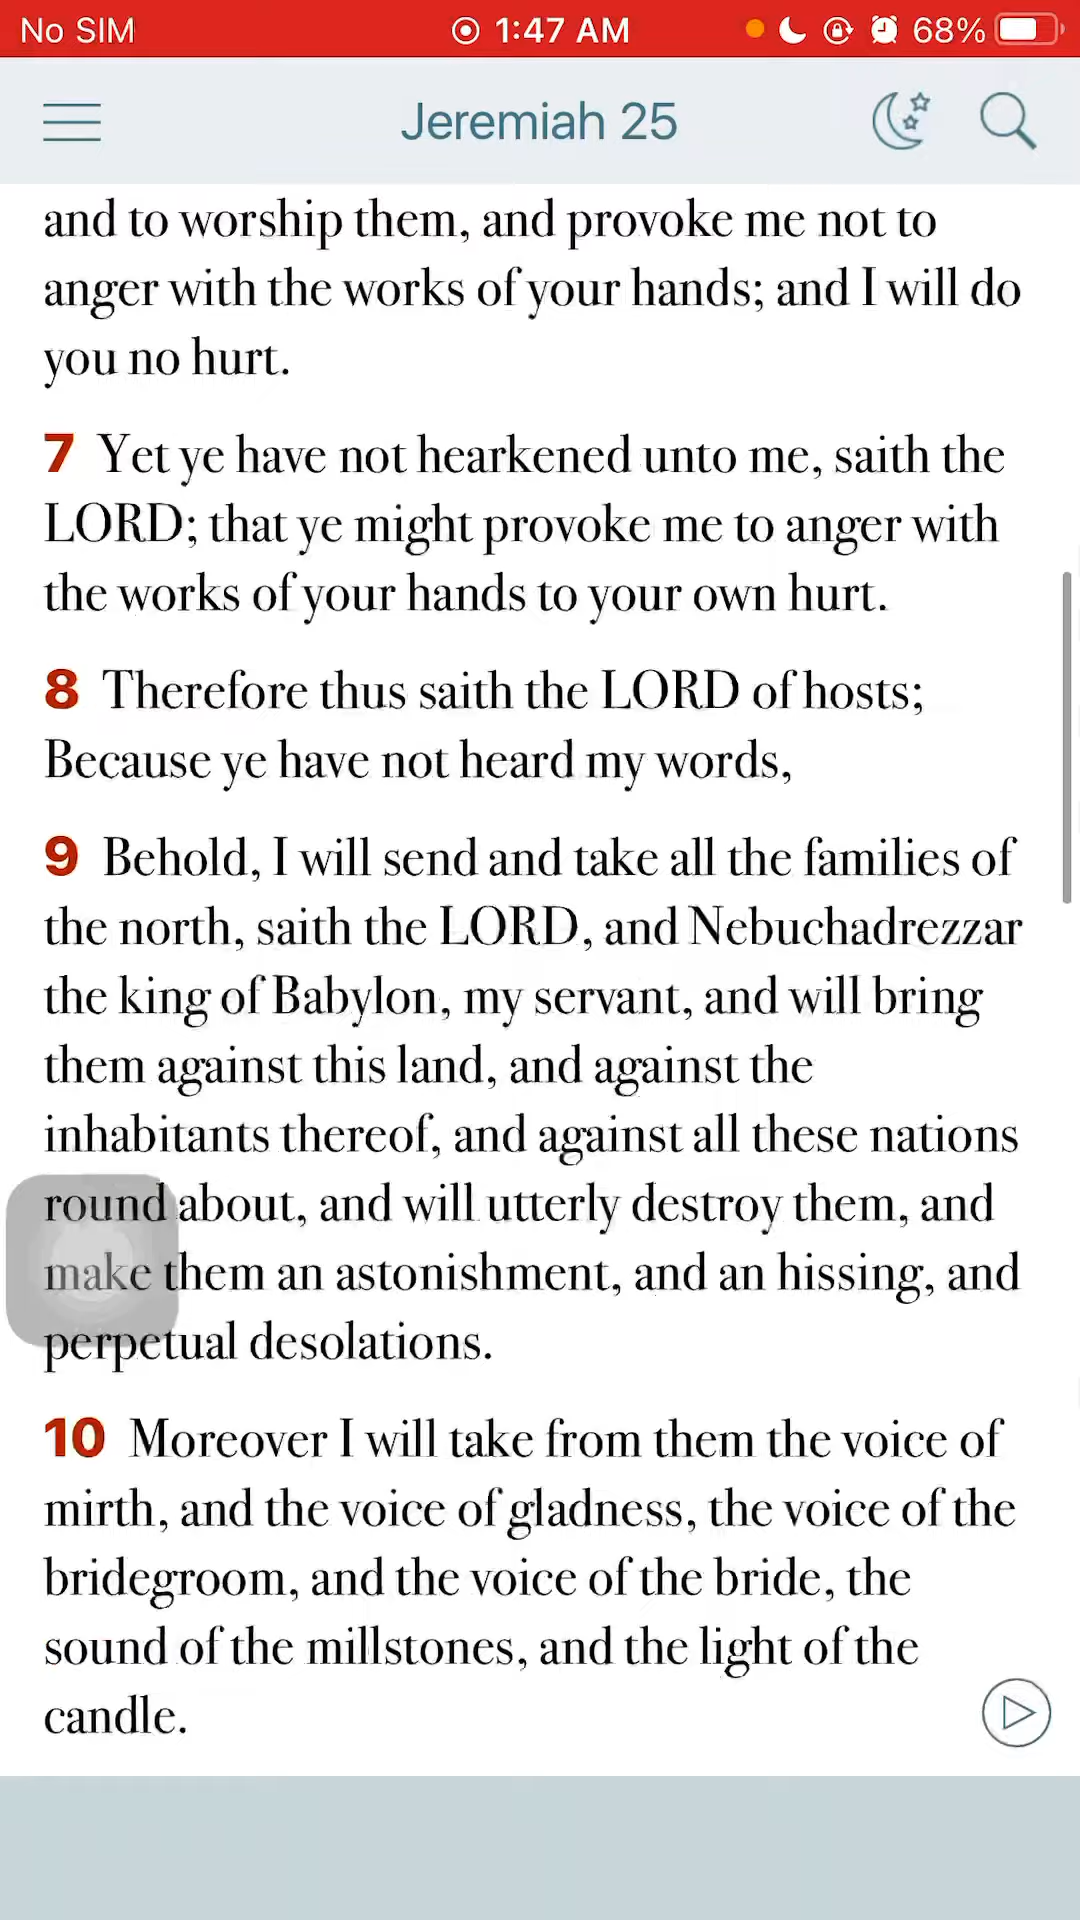 No SIM
1:47 AM
68%
Jeremiah 25
and to worship them, and provoke me not to
anger with the works of your hands; and I will do
you no hurt.
7 Yet ye have not hearkened unto me, saith the
LORD; that ye might provoke me to anger with
the works of your hands to your own hurt.
8 Therefore thus saith the LORD of hosts;
Because ye have not heard my words,
9 Behold, I will send and take all the families of
the north, saith the LORD, and Nebuchadrezzar
the king of Babylon, my servant, and will bring
them against this land, and against the
inhabitants thereof, and against all these nations
round about, and will utterly destroy them, and
make them an astonishment, and an hissing, and
perpetual desolations.
10 Moreover I will take from them the voice of
mirth, and the voice of gladness, the voice of the
bridegroom, and the voice of the bride, the
sound of the millstones, and the light of the
candle.